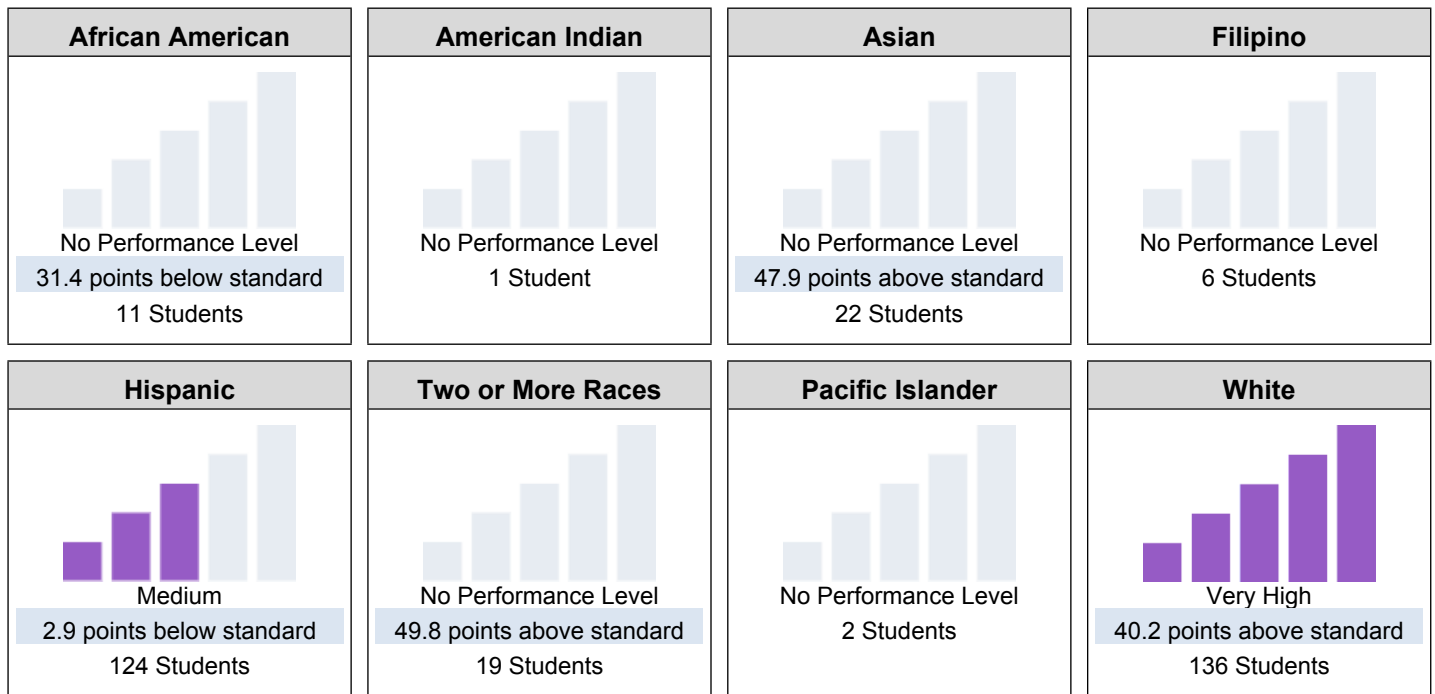 African American
No Performance Level
31.4 points below standard
11 Students
American Indian
No Performance Level
1 Student
Asian
No Performance Level
47.9 points above standard
22 Students
Filipino
No Performance Level
6 Students
Hispanic
Medium
2.9 points below standard
124 Students
Two or More Races
No Performance Level
49.8 points above standard
19 Students
Pacific Islander
No Performance Level
2 Students
White
Very High
40.2 points above standard
136 Students